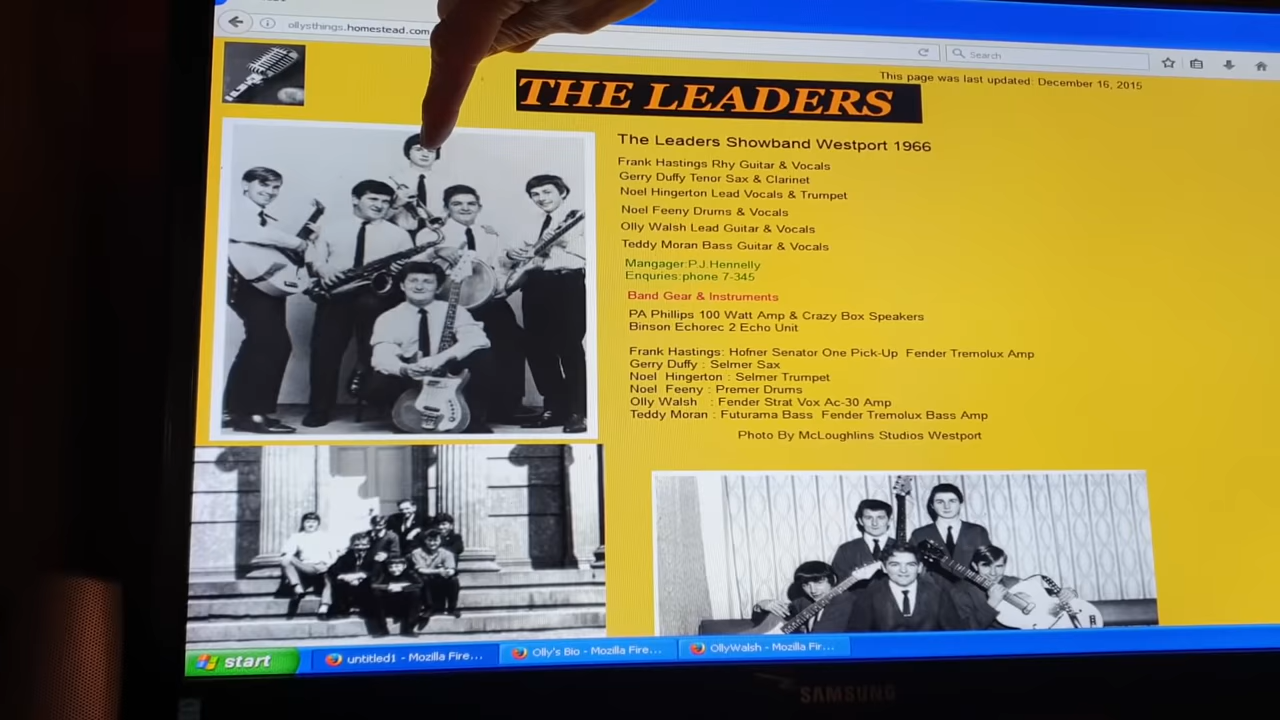 ollysthings.homestead.com
Search
This page was last updated: December 16, 2015
THE LEADERS
The Leaders Showband Westport 1966
Frank Hastings Rhy Guitar & Vocals
Gerry Duffy Tenor Sax & Clarinet
Noel Hingerton Lead Vocals & Trumpet
Noel Feeny Drums & Vocals
Olly Walsh Lead Guitar & Vocals
Teddy Moran Bass Guitar & Vocals
Mangager:P.J.Hennelly
Enquries:phone 7-345
Band Gear & Instruments
PA Phillips 100 Watt Amp & Crazy Box Speakers
Binson Echorec 2 Echo Unit
Frank Hastings: Hofner Senator One Pick-Up Fender Tremolux Amp
Gerry Duffy : Selmer Sax
Noel Hingerton : Selmer Trumpet
Noel Feeny : Premer Drums
Olly Walsh : Fender Strat Vox Ac-30 Amp
Teddy Moran : Futurama Bass Fender Tremolux Bass Amp
Photo By McLoughlins Studios Westport
start
untitled1 - Mozilla Fire...
Olly's Bio - Mozilla Fire...
OllyWalsh - Mozilla Fir...
SAMSUNG